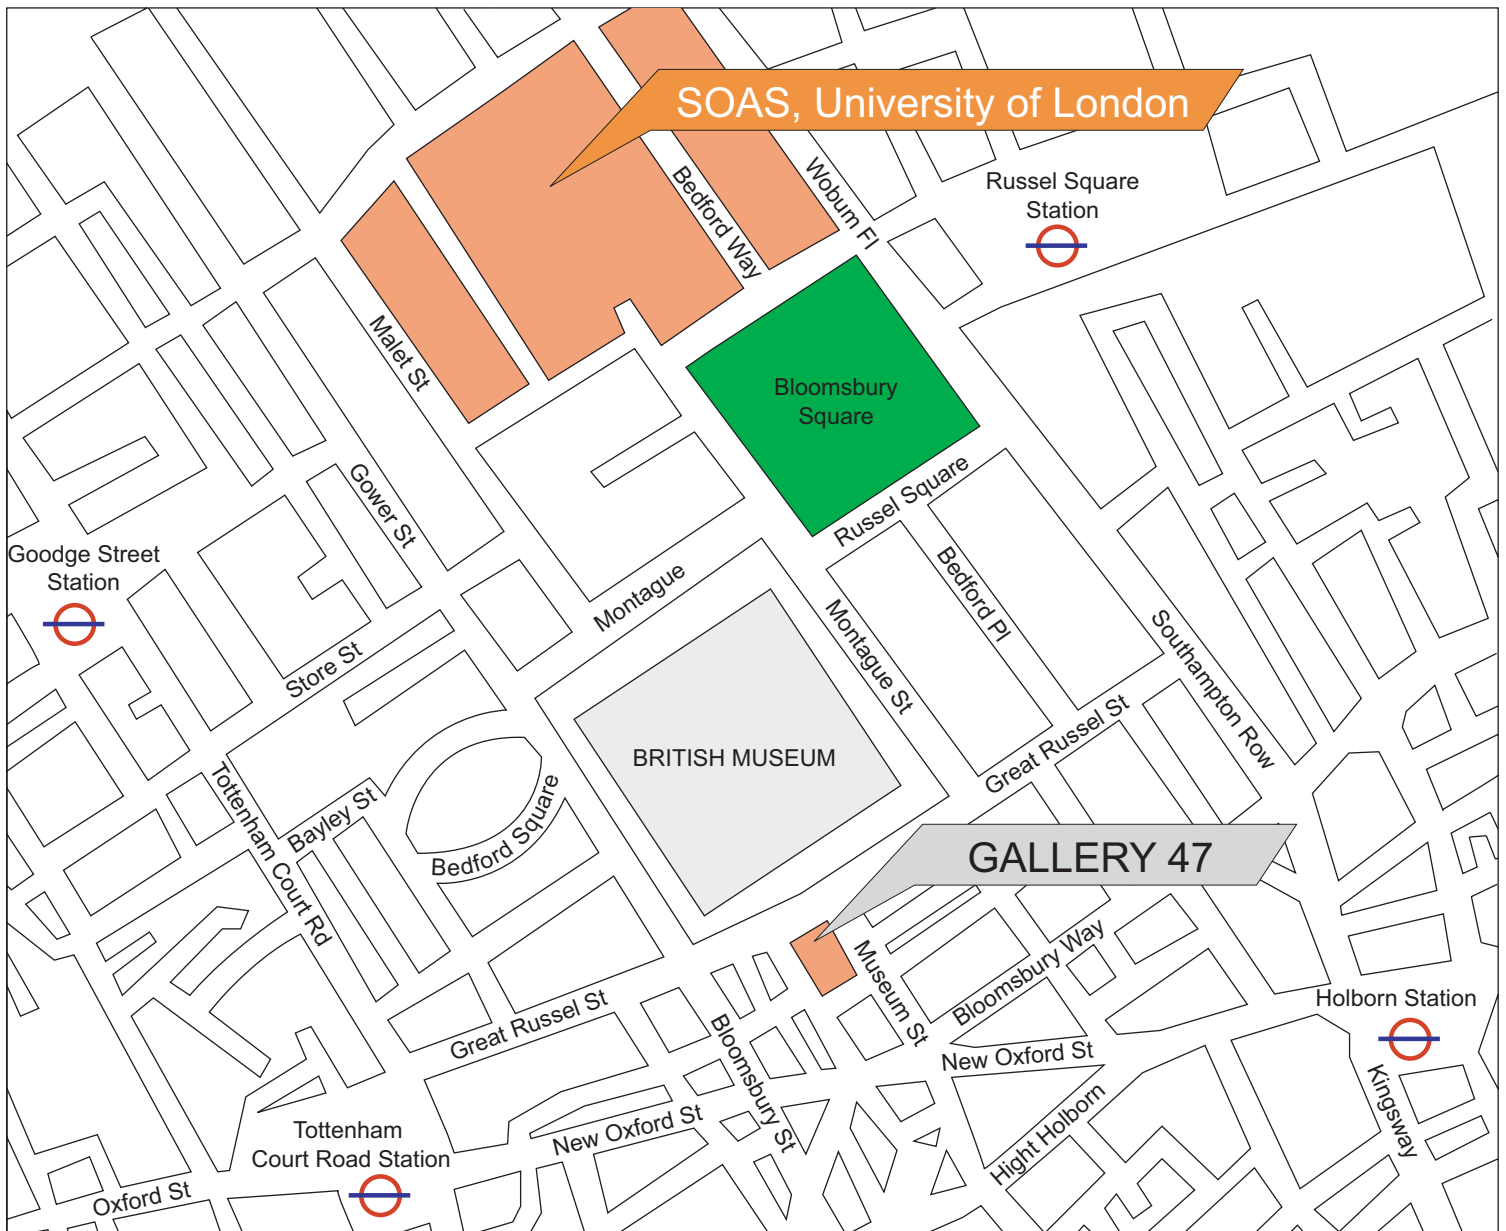 SOAS, University of London
Russel Square
Station
Woburn Fl
Bedford Way
Malet St
Bloomsbury
Square
Russel Square
Gower St
Goodge Street
Station
Montague
Bedford Pl
Montague St
Southampton Row
Store St
Great Russel St
BRITISH MUSEUM
Tottenham Court Rd
Bayley St
Bedford Square
GALLERY 47
Museum St
Bloomsbury Way
Holborn Station
Great Russel St
Bloomsbury St
New Oxford St
Kingsway
Hight Holborn
New Oxford St
Tottenham
Court Road Station
Oxford St